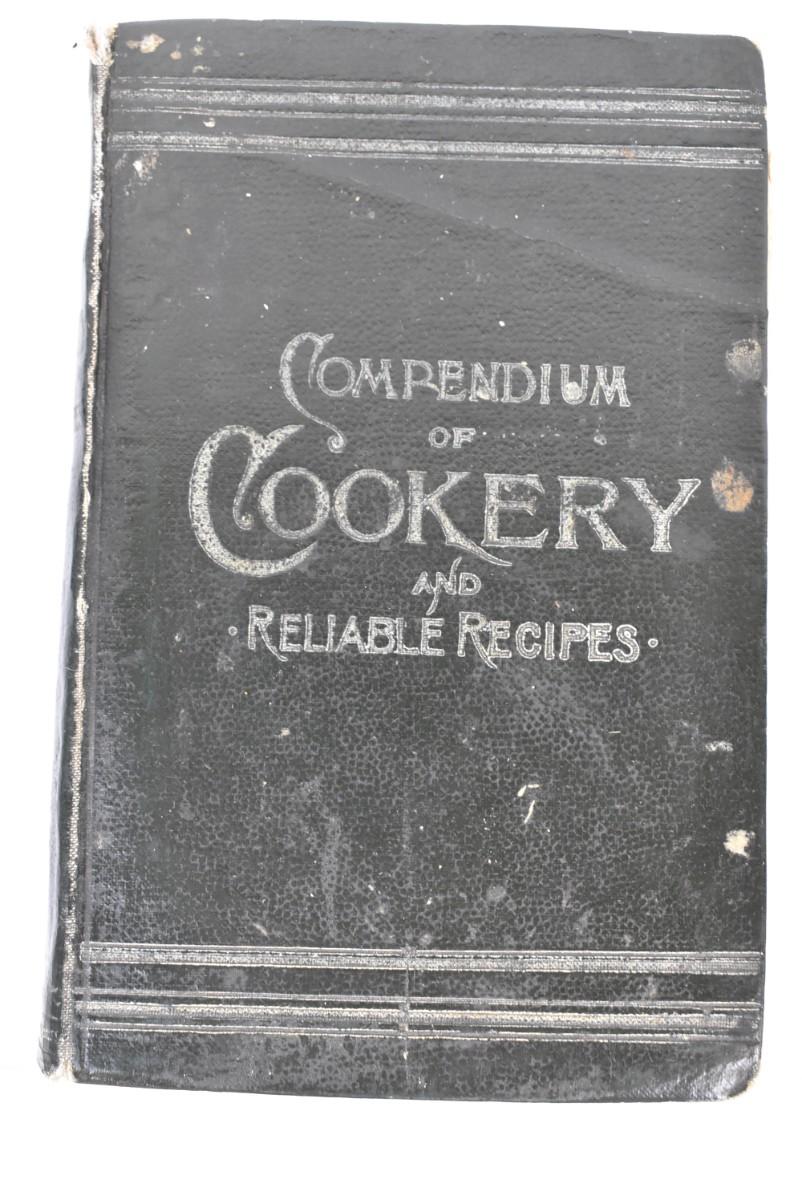 COMPENDIUM
OF
COOKERY
AND
· RELIABLE RECIPES ·